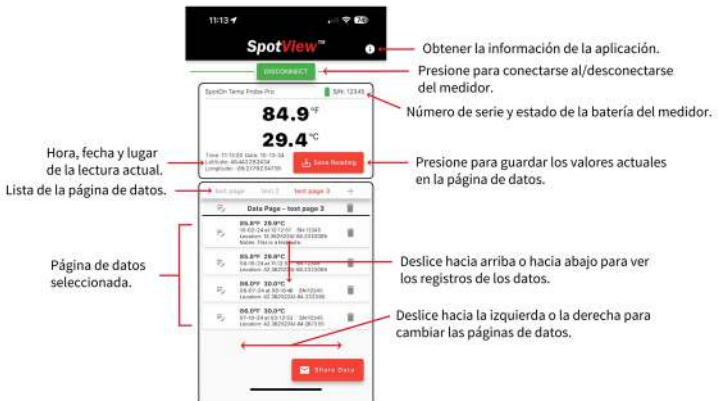 11:13
SpotView™
Obtener la información de la aplicación.
DISCONNECT
Presione para conectarse al/desconectarse
del medidor.
SpotOn Temp Probe Pro
S/N: 12345
Número de serie y estado de la batería del medidor.
84.9°F
29.4°C
Hora, fecha y lugar
de la lectura actual.
Save Reading
Presione para guardar los valores actuales
en la página de datos.
Lista de la página de datos.
test page test 2 test page 3 +
Data Page - test page 3
85.8°F 29.9°C
Notes: This is a test note
Página de datos
seleccionada.
85.8°F 29.9°C
Deslice hacia arriba o hacia abajo para ver
los registros de los datos.
86.0°F 30.0°C
86.0°F 30.0°C
Deslice hacia la izquierda o la derecha para
cambiar las páginas de datos.
Share Data